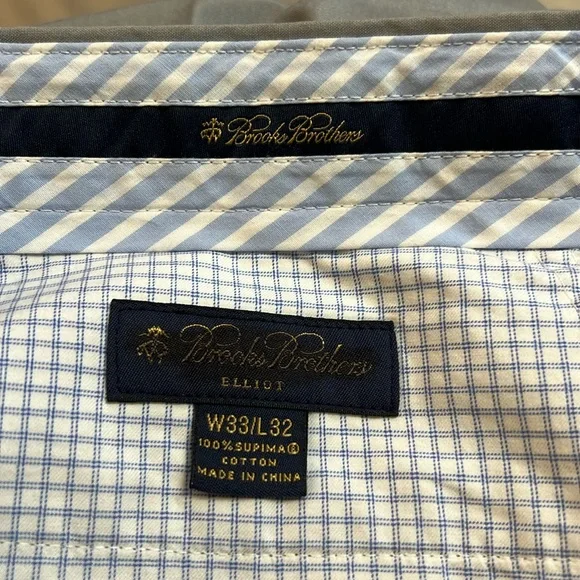 Brooks Brothers
Brooks Brothers
ELLIOT
W33/L32
100% SUPIMA®
COTTON
MADE IN CHINA